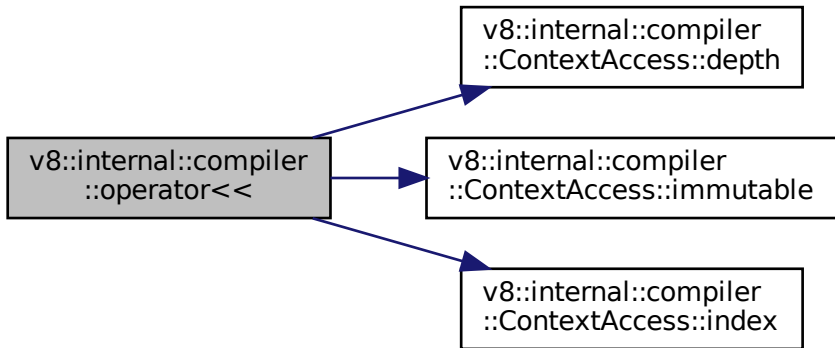 v8::internal::compiler
::ContextAccess::depth
v8::internal::compiler
::operator<<
v8::internal::compiler
::ContextAccess::immutable
v8::internal::compiler
::ContextAccess::index